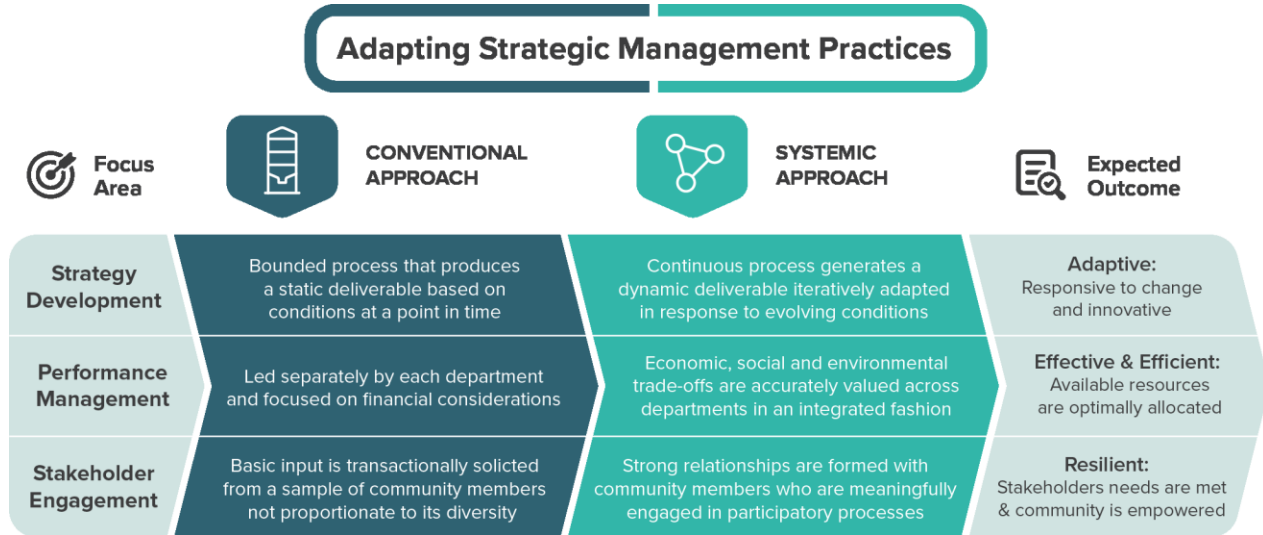 Adapting Strategic Management Practices
Focus
Area
CONVENTIONAL
APPROACH
SYSTEMIC
APPROACH
Expected
Outcome
Strategy
Development
Bounded process that produces
a static deliverable based on
conditions at a point in time
Continuous process generates a
dynamic deliverable iteratively adapted
in response to evolving conditions
Adaptive:
Responsive to change
and innovative
Performance
Management
Led separately by each department
and focused on financial considerations
Economic, social and environmental
trade-offs are accurately valued across
departments in an integrated fashion
Effective & Efficient:
Available resources
are optimally allocated
Stakeholder
Engagement
Basic input is transactionally solicted
from a sample of community members
not proportionate to its diversity
Strong relationships are formed with
community members who are meaningfully
engaged in participatory processes
Resilient:
Stakeholders needs are met
& community is empowered